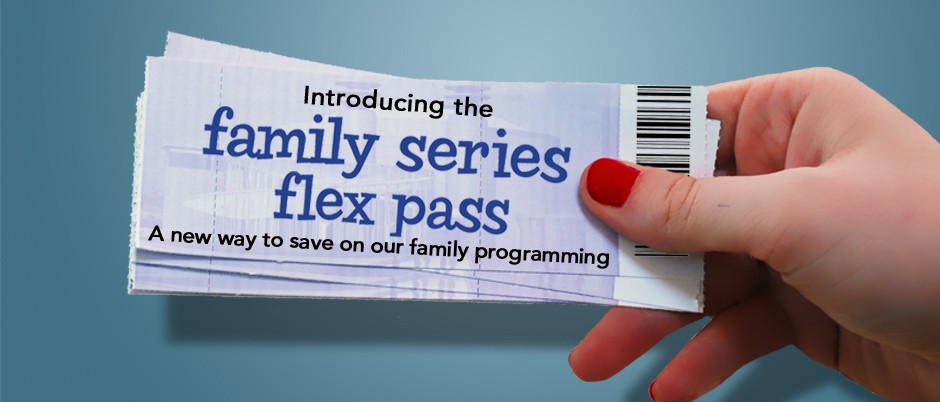 Introducing the
family series
flex pass
A new way to save on our family programming